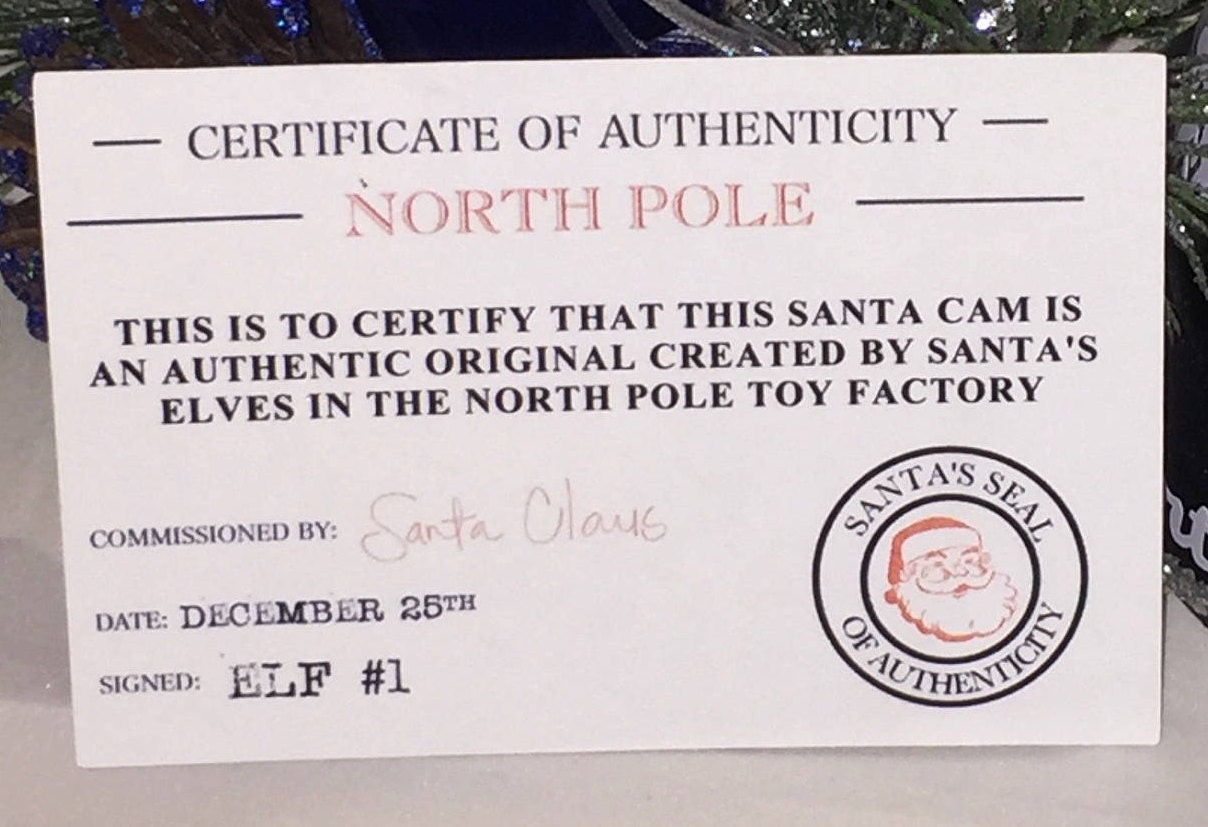 CERTIFICATE OF AUTHENTICITY
NORTH POLE
THIS IS TO CERTIFY THAT THIS SANTA CAM IS
AN AUTHENTIC ORIGINAL CREATED BY SANTA'S
ELVES IN THE NORTH POLE TOY FACTORY
COMMISSIONED BY: Santa Claus
DATE: DECEMBER 25TH
SIGNED: ELF #1
SANTA'S SEAL
OF AUTHENTICITY